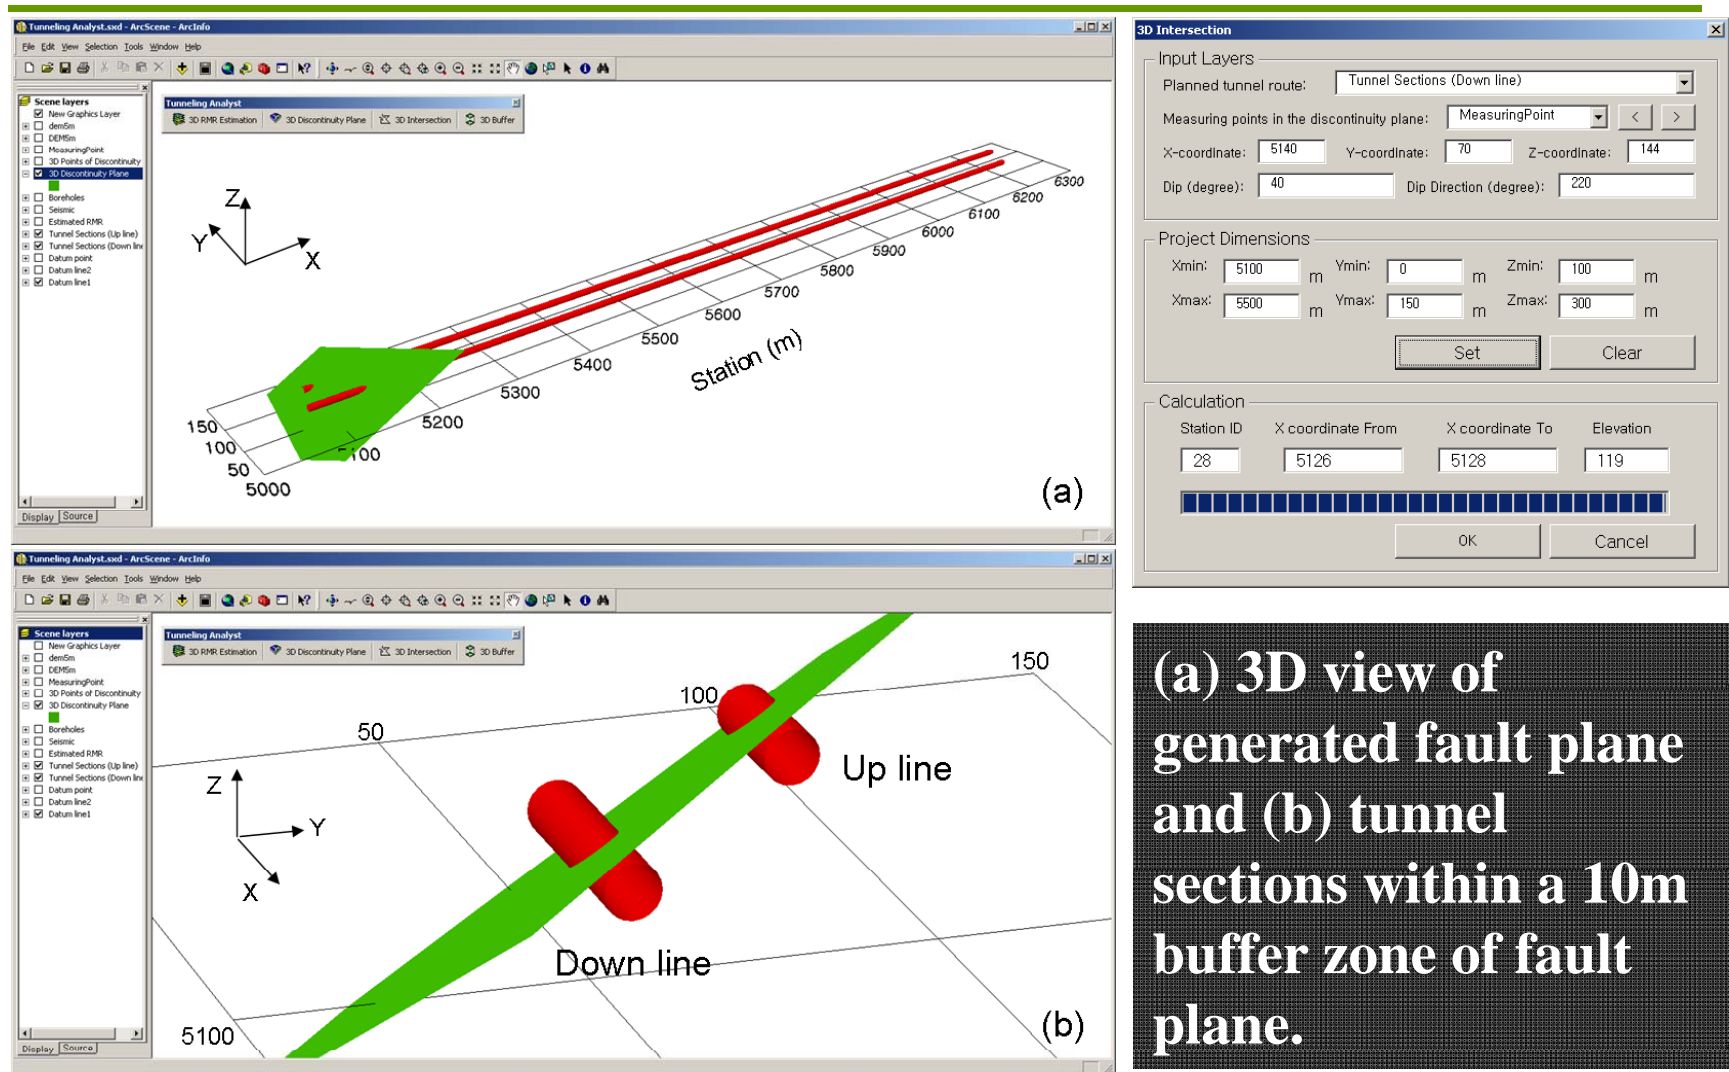 Tunneling Analyst.sxd - ArcScene - ArcInfo
File Edit View Selection Tools Window Help
Scene layers
New Graphics Layer
dem5m
DEM5m
MeasuringPoint
3D Points of Discontinuity
3D Discontinuity Plane
Boreholes
Seismic
Estimated RMR
Tunnel Sections (Up line)
Tunnel Sections (Down line
Datum point
Datum line2
Datum line1
Display Source
Tunneling Analyst
3D RMR Estimation 3D Discontinuity Plane 3D Intersection 3D Buffer
Z
Y
X
6300
6200
6100
6000
5900
5800
5700
5600
5500
5400
5300
5200
5100
5000
150
100
50
Station (m)
(a)
Tunneling Analyst.sxd - ArcScene - ArcInfo
File Edit View Selection Tools Window Help
Scene layers
New Graphics Layer
dem5m
DEM5m
MeasuringPoint
3D Points of Discontinuity
3D Discontinuity Plane
Boreholes
Seismic
Estimated RMR
Tunnel Sections (Up line)
Tunnel Sections (Down line
Datum point
Datum line2
Datum line1
Display Source
Tunneling Analyst
3D RMR Estimation 3D Discontinuity Plane 3D Intersection 3D Buffer
150
100
50
Z
Y
X
Up line
Down line
5100
(b)
3D Intersection
Input Layers
Planned tunnel route: Tunnel Sections (Down line)
Measuring points in the discontinuity plane: MeasuringPoint < >
X-coordinate: 5140 Y-coordinate: 70 Z-coordinate: 144
Dip (degree): 40 Dip Direction (degree): 220
Project Dimensions
Xmin: 5100 m Ymin: 0 m Zmin: 100 m
Xmax: 5500 m Ymax: 150 m Zmax: 300 m
Set Clear
Calculation
Station ID X coordinate From X coordinate To Elevation
28 5126 5128 119
OK Cancel
(a) 3D view of
generated fault plane
and (b) tunnel
sections within a 10m
buffer zone of fault
plane.